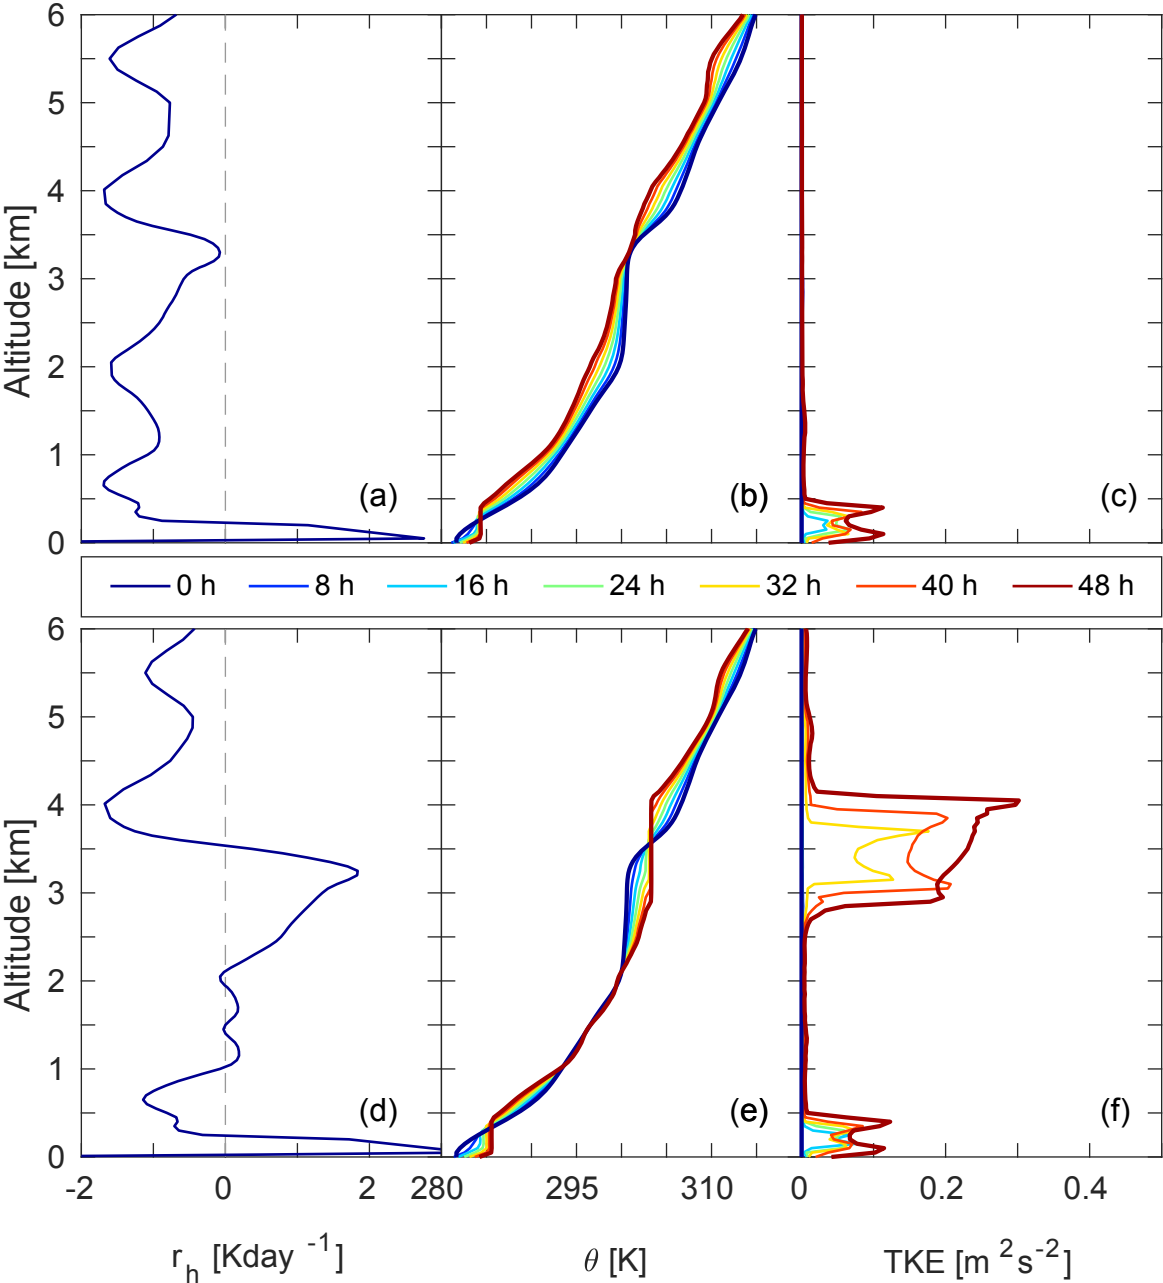 6
5
4
3
2
1
0
Altitude [km]
(a)
(b)
(c)
0 h
8 h
16 h
24 h
32 h
40 h
48 h
6
5
4
3
2
1
0
Altitude [km]
(d)
(e)
(f)
-2
0
2
280
295
310
0
0.2
0.4
r_h [Kday ^-1]
θ [K]
TKE [m ^2 s^-2]